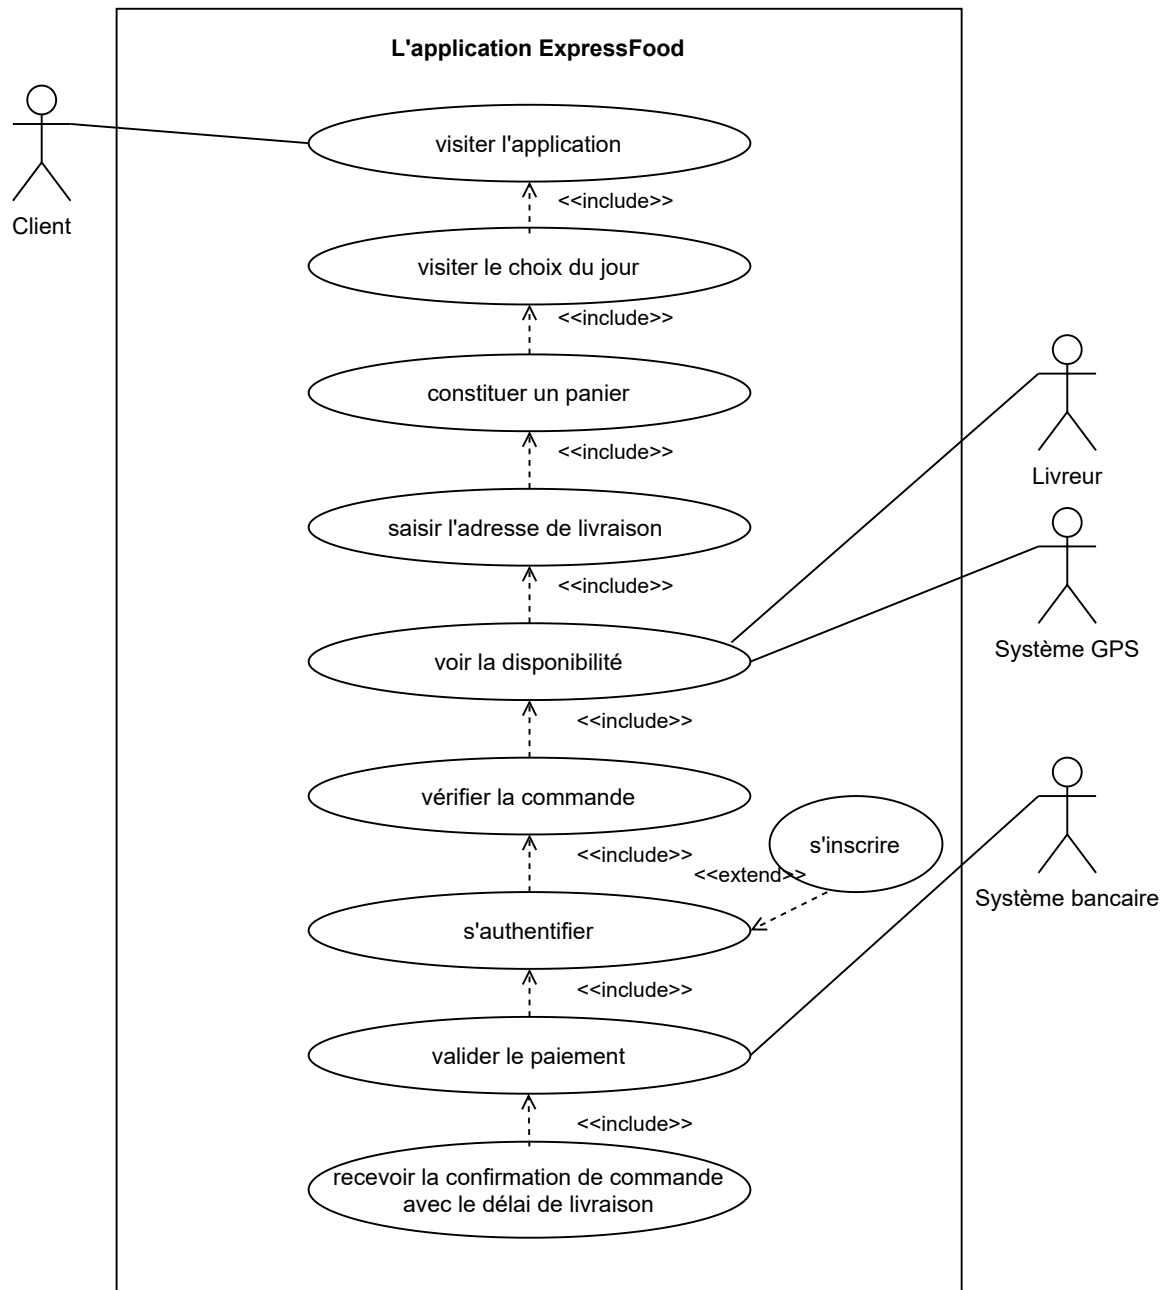 L'application ExpressFood
visiter l'application
<<include>>
Client
visiter le choix du jour
<<include>>
constituer un panier
<<include>>
Livreur
saisir l'adresse de livraison
<<include>>
Système GPS
voir la disponibilité
<<include>>
vérifier la commande
<<include>>
s'inscrire
<<extend>>
Système bancaire
s'authentifier
<<include>>
valider le paiement
<<include>>
recevoir la confirmation de commande
avec le délai de livraison